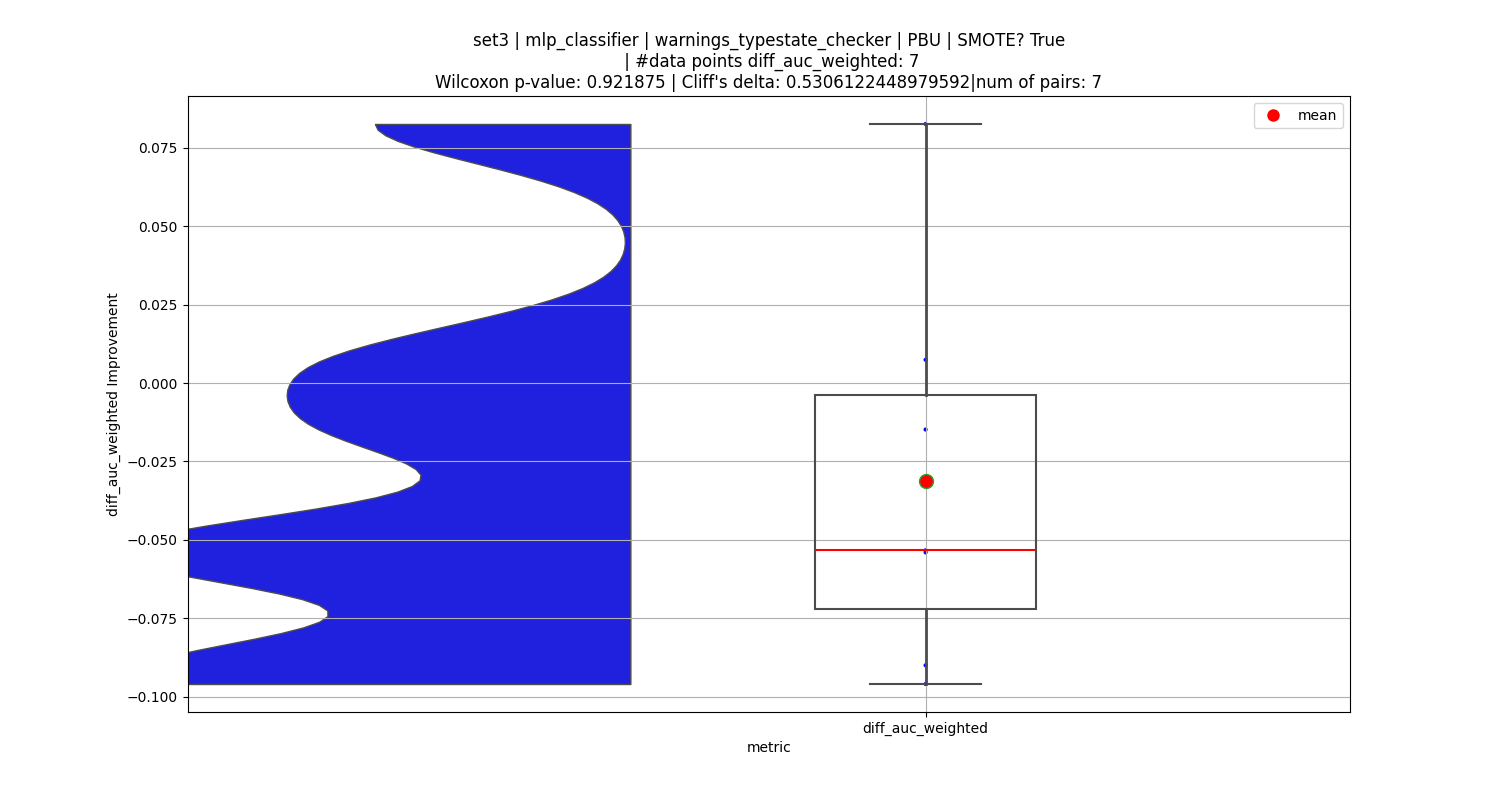 set3 | mlp_classifier | warnings_typestate_checker | PBU | SMOTE? True
| #data points diff_auc_weighted: 7
Wilcoxon p-value: 0.921875 | Cliff's delta: 0.5306122448979592|num of pairs: 7
mean
0.075
0.050
0.025
0.000
−0.025
−0.050
−0.075
−0.100
diff_auc_weighted Improvement
diff_auc_weighted
metric